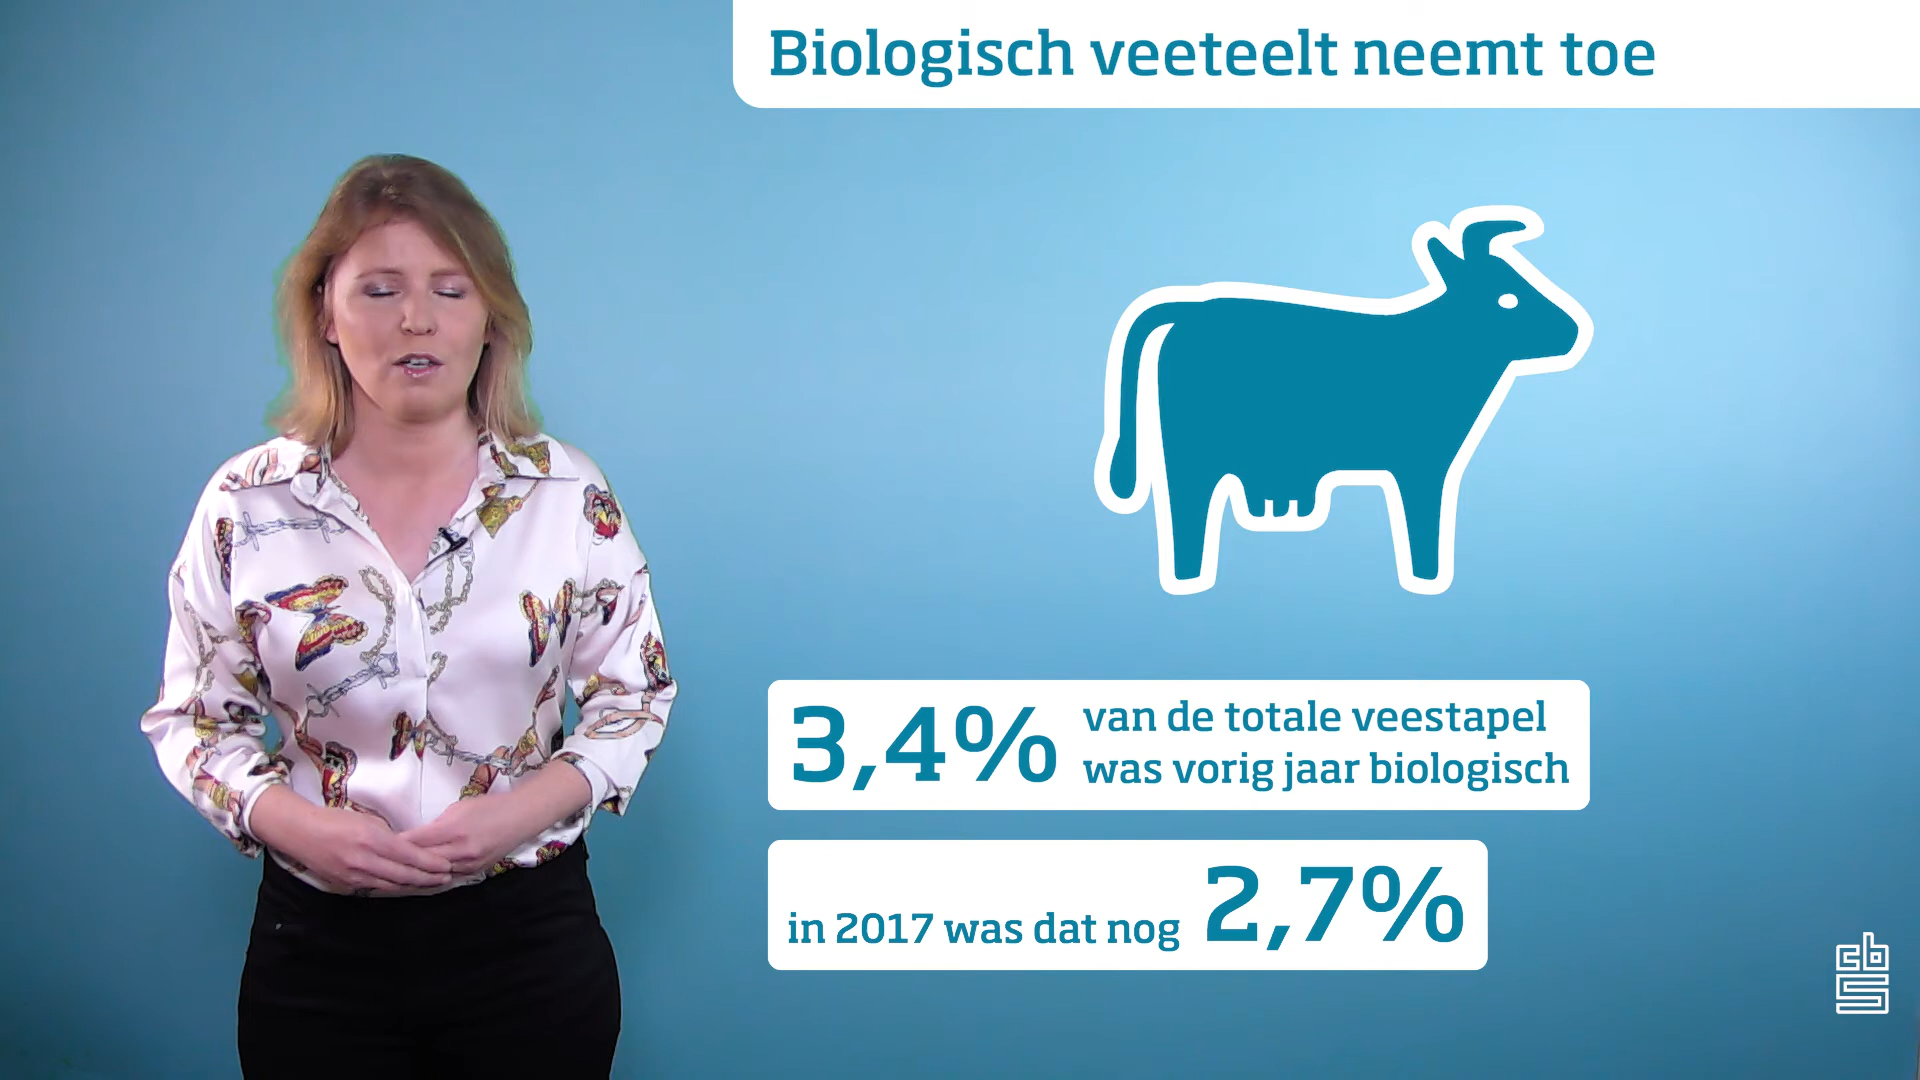 Biologisch veeteelt neemt toe
3,4%
van de totale veestapel
was vorig jaar biologisch
in 2017 was dat nog 2,7%
cbs